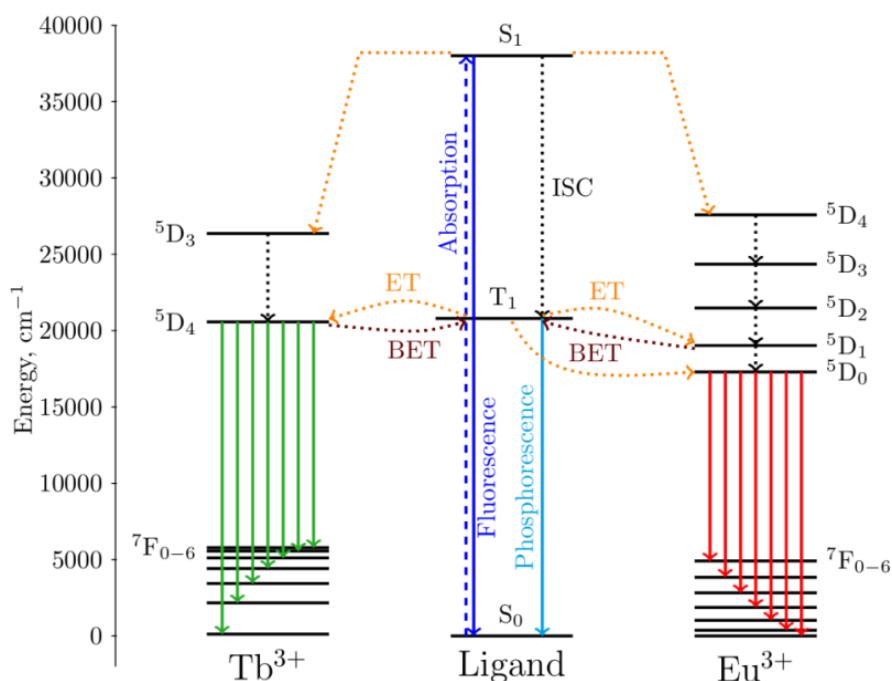 40000
35000
30000
25000
20000
15000
10000
5000
0
Energy, cm⁻¹
S₁
Absorption
ISC
⁵D₃
⁵D₄
ET
BET
T₁
ET
BET
Fluorescence
Phosphorescence
S₀
⁵D₄
⁵D₃
⁵D₂
⁵D₁
⁵D₀
⁷F₀₋₆
⁷F₀₋₆
Tb³⁺
Ligand
Eu³⁺